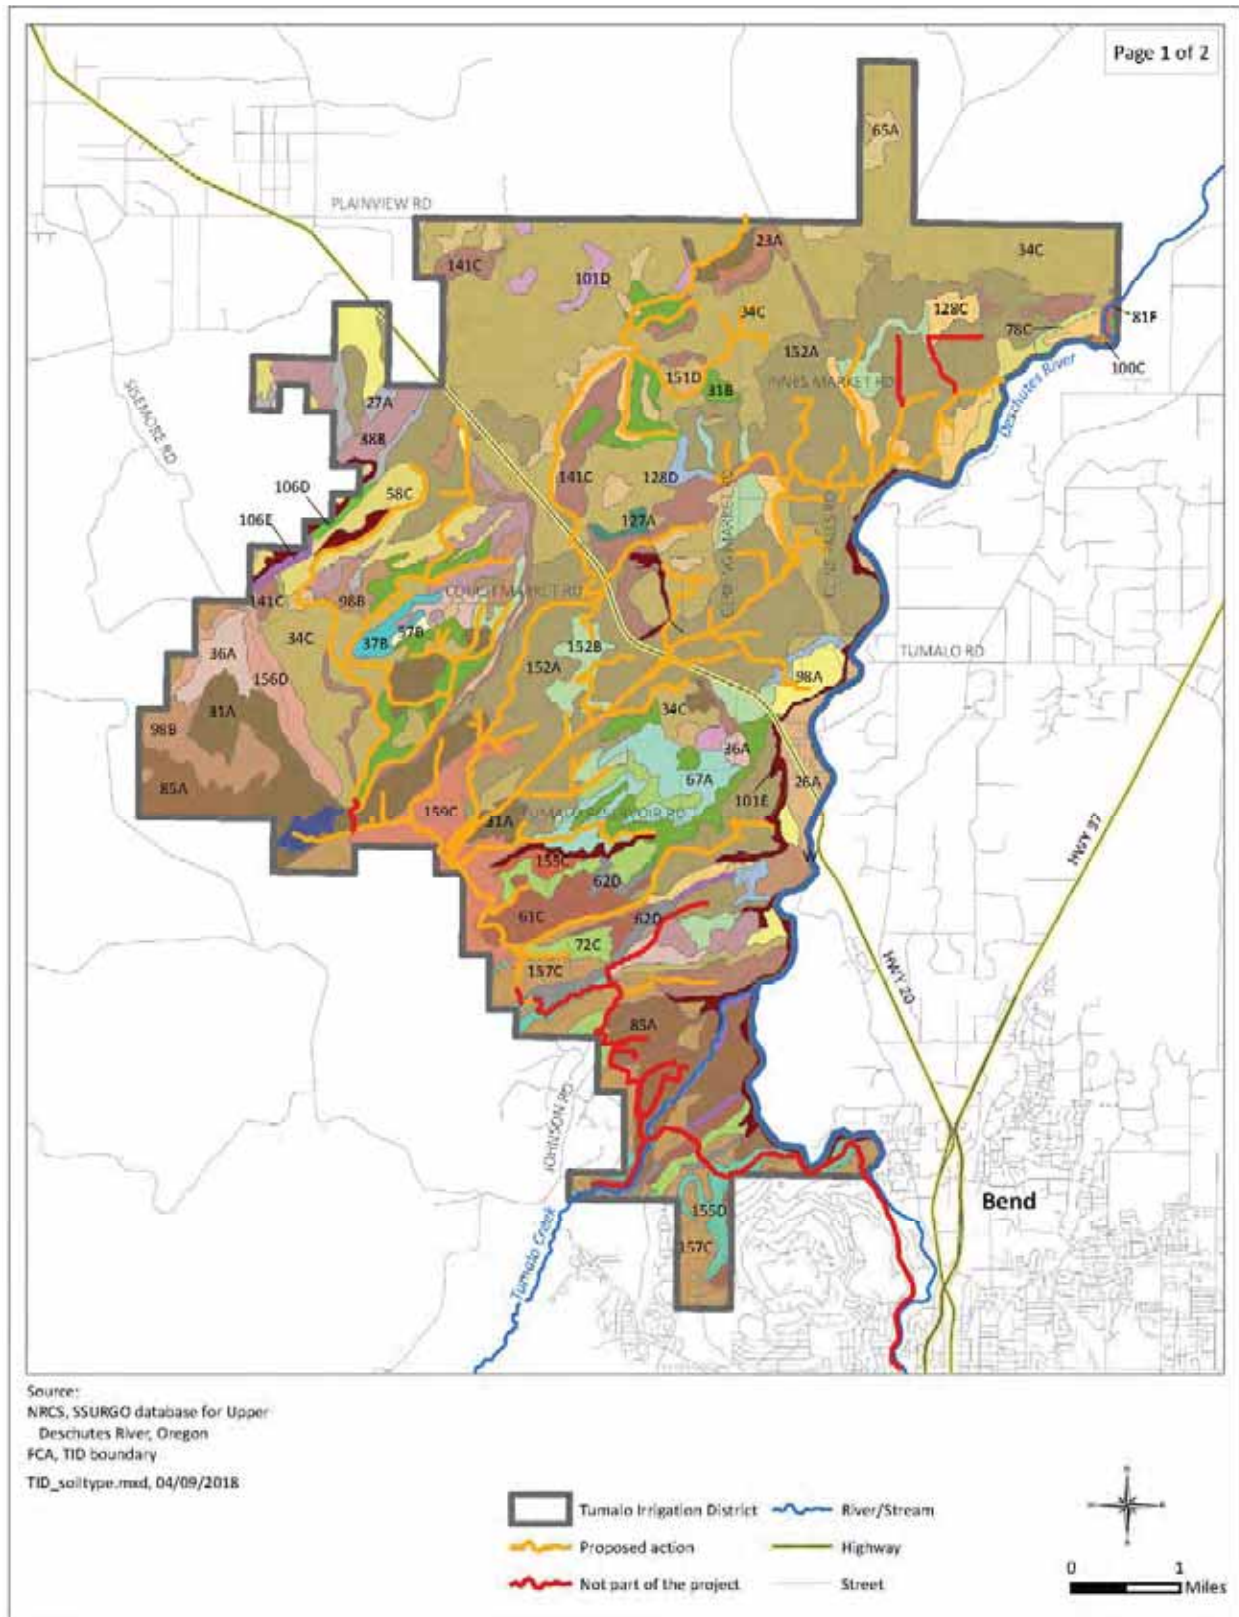 Page 1 of 2
65A
PLAINVIEW RD
23A
34C
141C
101D
34C
128C
78C
81F
100C
152A
151D
31B
INNES MARKET RD
Deschutes River
SISEMORE RD
27A
38B
58C
106D
106E
141C
128D
127A
141C
98B
COUCH MARKET RD
34C
37B
57B
152B
152A
TUMALO RD
98A
36A
156D
31A
98B
85A
34C
36A
67A
26A
101E
159C
31A
TUMALO RESERVOIR RD
155C
62D
61C
62D
72C
157C
W
HWY 97
HWY 20
85A
JOHNSON RD
Bend
155D
157C
Tumalo Creek
Source:
NRCS, SSURGO database for Upper
Deschutes River, Oregon
FCA, TID boundary
TID_soiltype.mxd, 04/09/2018
Tumalo Irrigation District
River/Stream
Proposed action
Highway
Not part of the project
Street
0 1
Miles